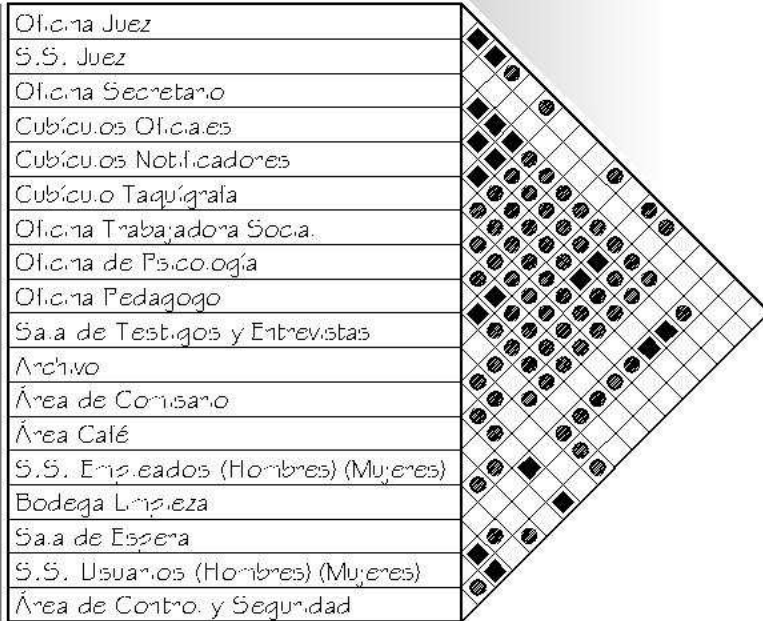 Oficina Juez
S.S. Juez
Oficina Secretario
Cubículos Oficiales
Cubículos Notificadores
Cubículo Taquígrafa
Oficina Trabajadora Social
Oficina de Psicología
Oficina Pedagogo
Sala de Testigos y Entrevistas
Archivo
Área de Comisario
Área Café
S.S. Empleados (Hombres) (Mujeres)
Bodega Limpieza
Sala de Espera
S.S. Usuarios (Hombres) (Mujeres)
Área de Control y Seguridad